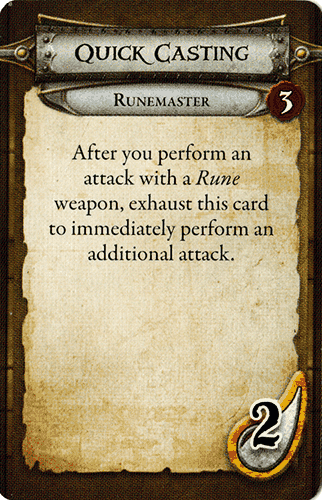 Quick Casting
Runemaster
3
After you perform an
attack with a Rune
weapon, exhaust this card
to immediately perform an
additional attack.
2